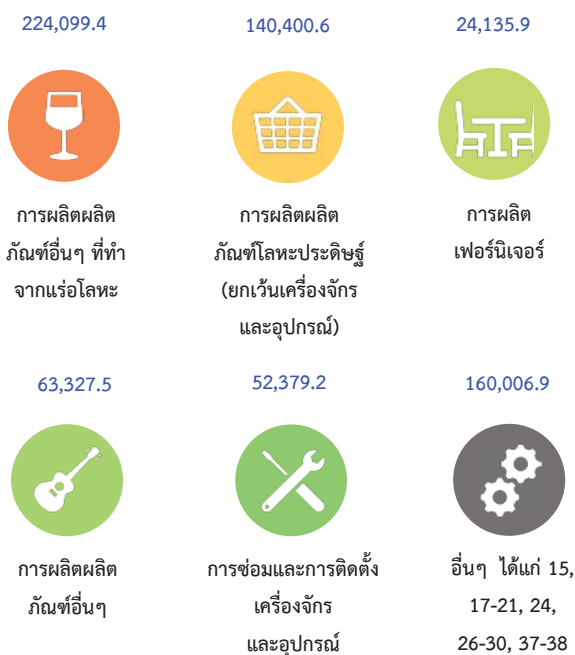 224,099.4
140,400.6
24,135.9
การผลิตผลิต
ภัณฑ์อื่นๆ ที่ทำ
จากแร่อโลหะ
การผลิตผลิต
ภัณฑ์โลหะประดิษฐ์
(ยกเว้นเครื่องจักร
และอุปกรณ์)
การผลิต
เฟอร์นิเจอร์
63,327.5
52,379.2
160,006.9
การผลิตผลิต
ภัณฑ์อื่นๆ
การซ่อมและการติดตั้ง
เครื่องจักร
และอุปกรณ์
อื่นๆ ได้แก่ 15,
17-21, 24,
26-30, 37-38